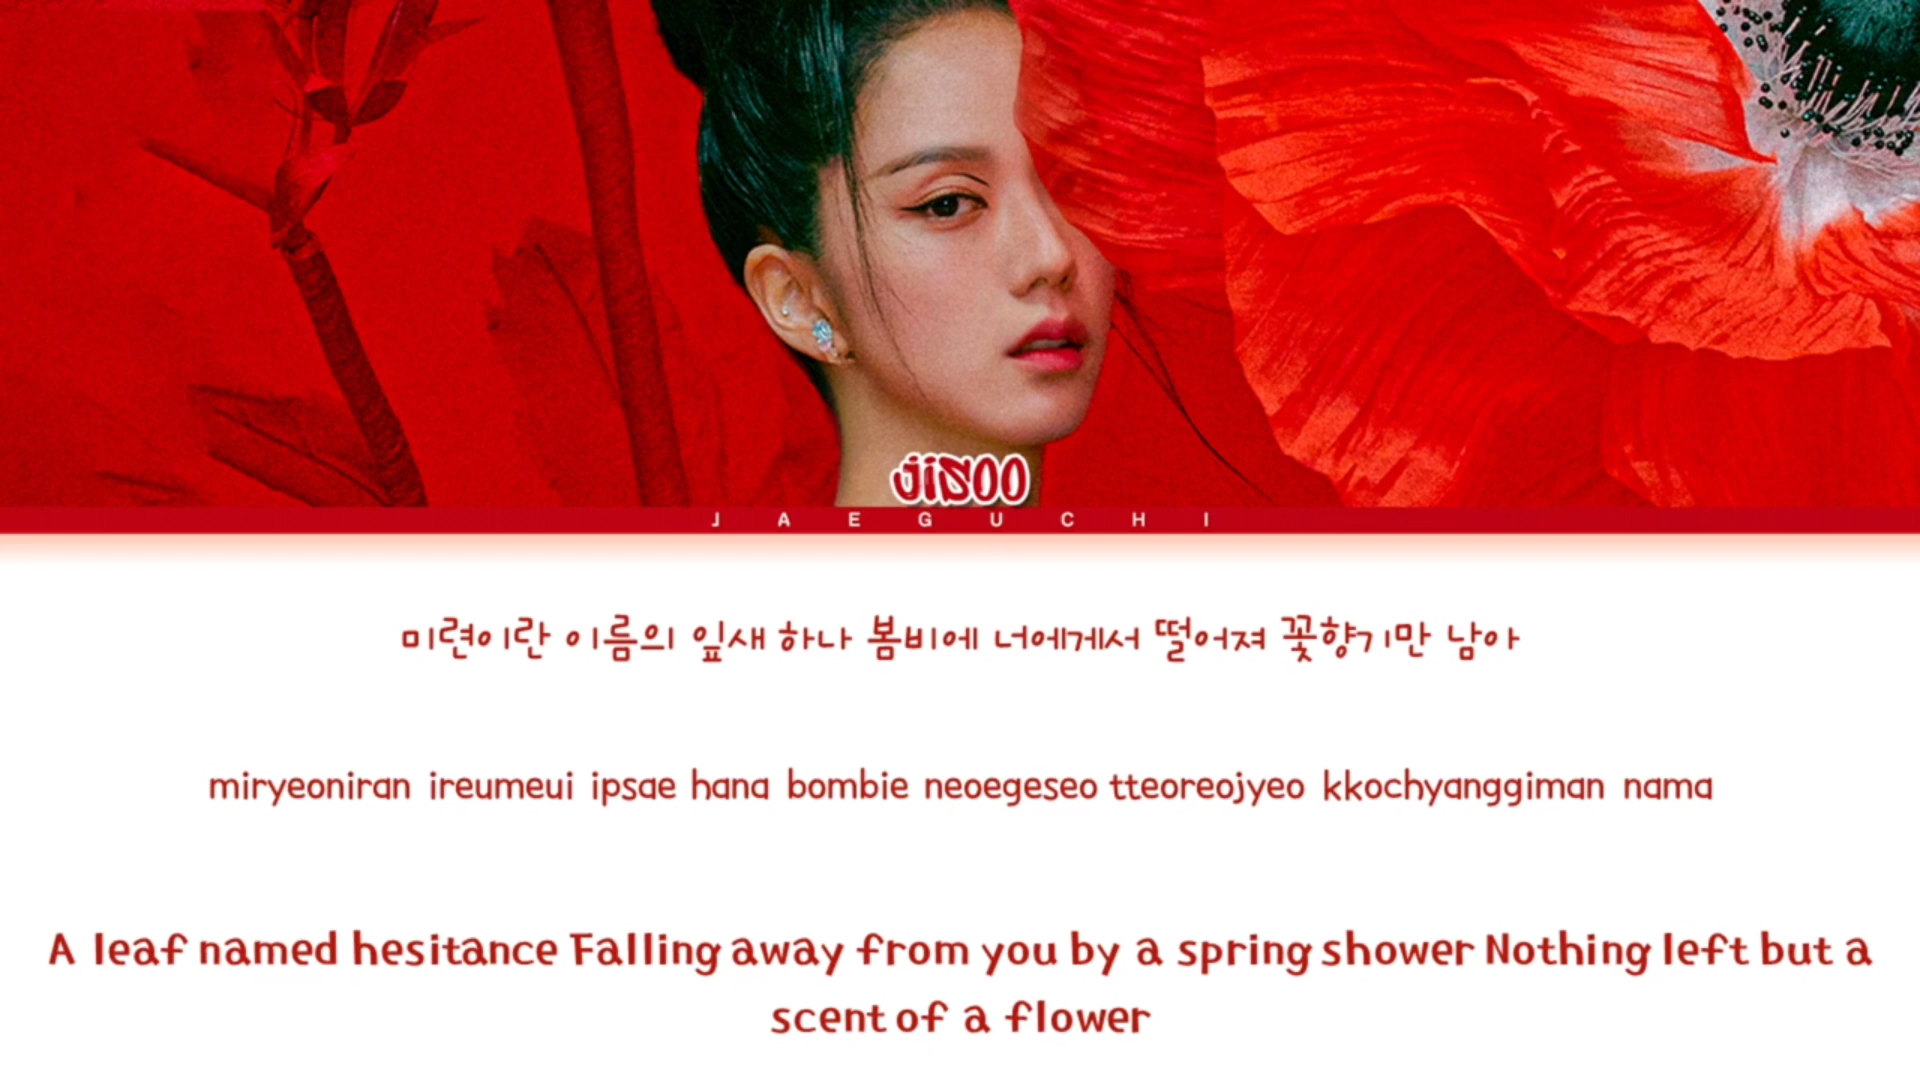 JISOO
JAEGUCHI
미련이란 이름의 잎새 하나 봄비에 너에게서 떨어져 꽃향기만 남아
miryeoniran ireumeui ipsae hana bombie neoegeseo tteoreojyeo kkochyanggiman nama
A leaf named hesitance Falling away from you by a spring shower Nothing left but a
scent of a flower